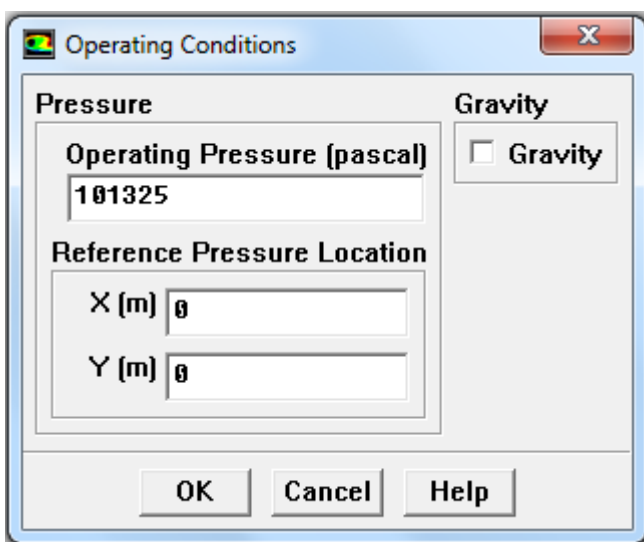 Operating Conditions
Pressure
Operating Pressure (pascal)
101325
Reference Pressure Location
X (m) 0
Y (m) 0
Gravity
Gravity
OK Cancel Help